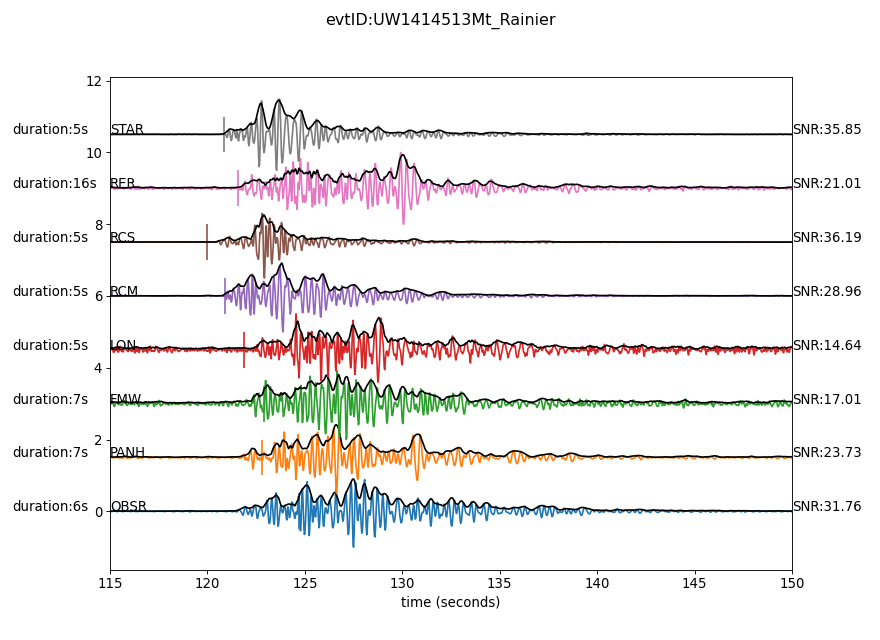 evtID:UW1414513Mt_Rainier
12
duration:5s STAR SNR:35.85
10
duration:16s RER SNR:21.01
8
duration:5s RCS SNR:36.19
duration:5s RCM SNR:28.96
6
duration:5s LON SNR:14.64
4
duration:7s FMW SNR:17.01
2
duration:7s PANH SNR:23.73
duration:6s OBSR SNR:31.76
0
115 120 125 130 135 140 145 150
time (seconds)